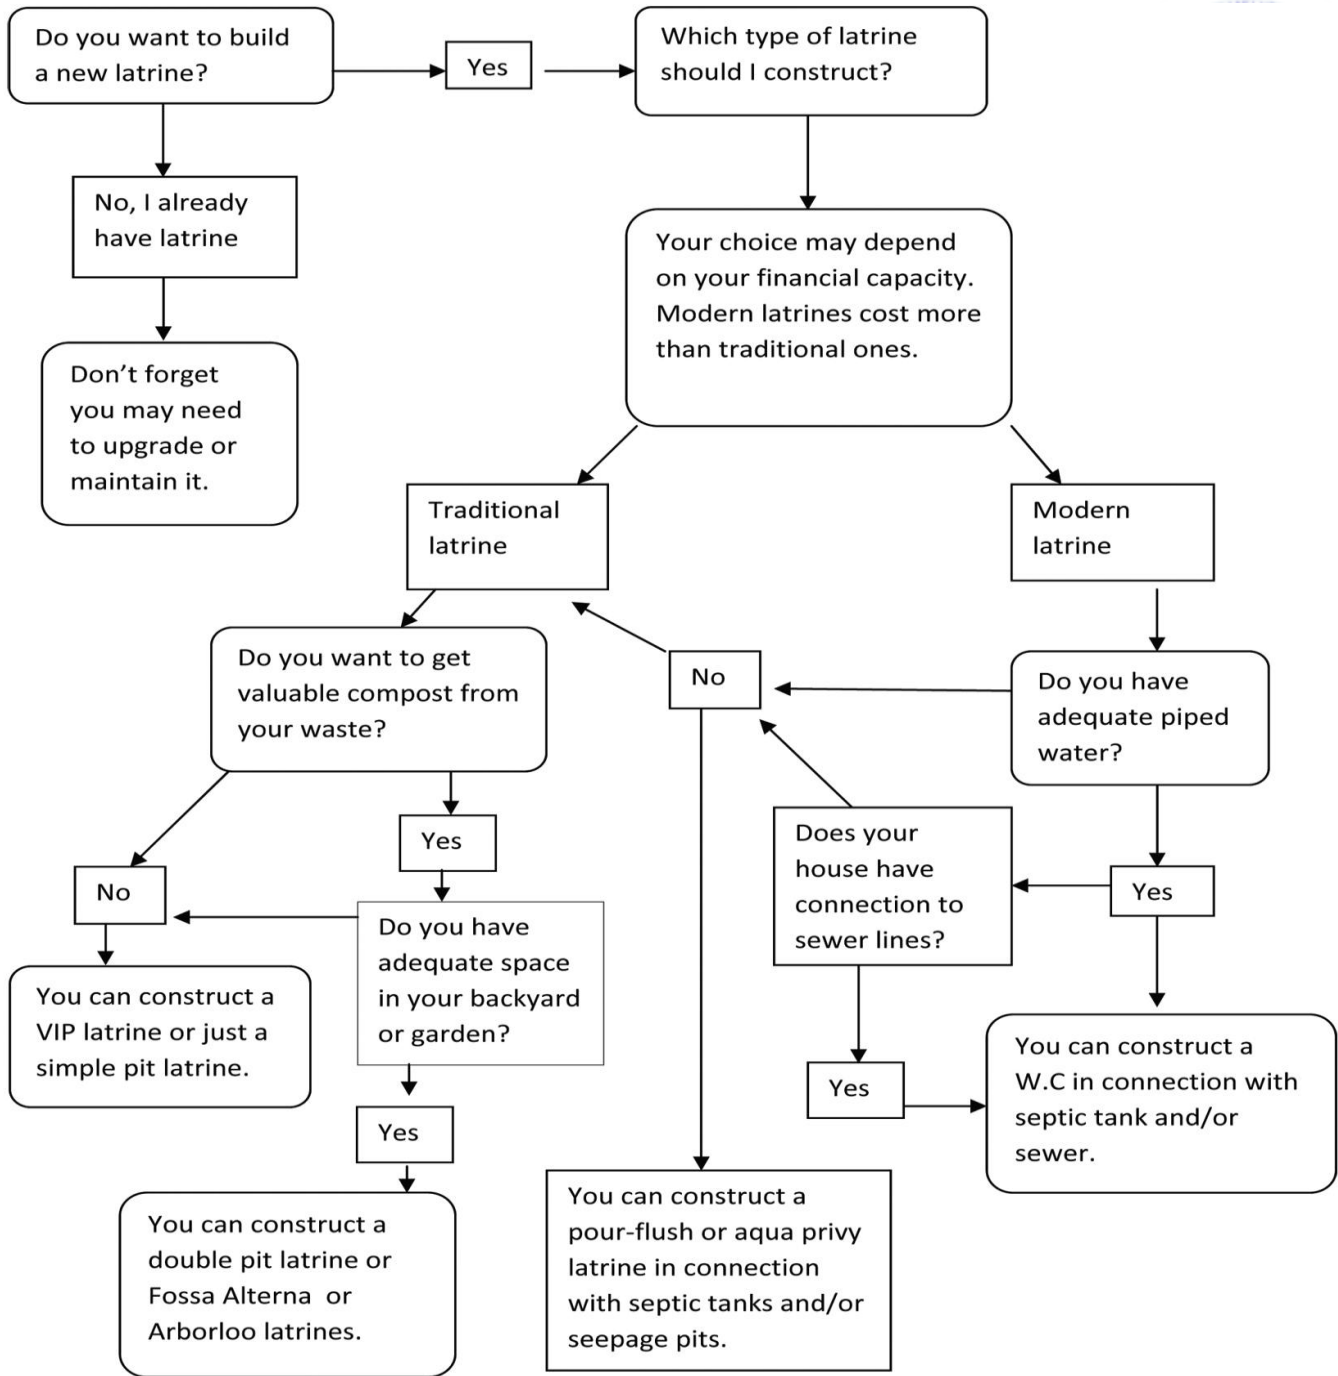 Do you want to build
a new latrine?
Yes
Which type of latrine
should I construct?
No, I already
have latrine
Your choice may depend
on your financial capacity.
Modern latrines cost more
than traditional ones.
Don't forget
you may need
to upgrade or
maintain it.
Traditional
latrine
Modern
latrine
Do you want to get
valuable compost from
your waste?
No
Do you have
adequate piped
water?
Yes
Does your
house have
connection to
sewer lines?
Yes
No
Do you have
adequate space
in your backyard
or garden?
You can construct a
VIP latrine or just a
simple pit latrine.
Yes
You can construct a
W.C in connection with
septic tank and/or
sewer.
Yes
You can construct a
double pit latrine or
Fossa Alterna or
Arborloo latrines.
You can construct a
pour-flush or aqua privy
latrine in connection
with septic tanks and/or
seepage pits.